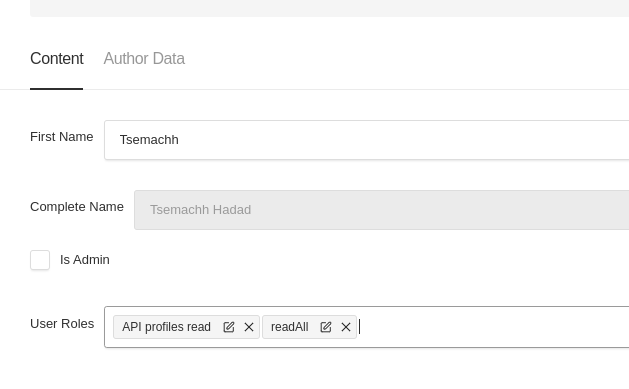 Content Author Data
First Name Tsemachh
Complete Name Tsemachh Hadad
Is Admin
User Roles API profiles read readAll